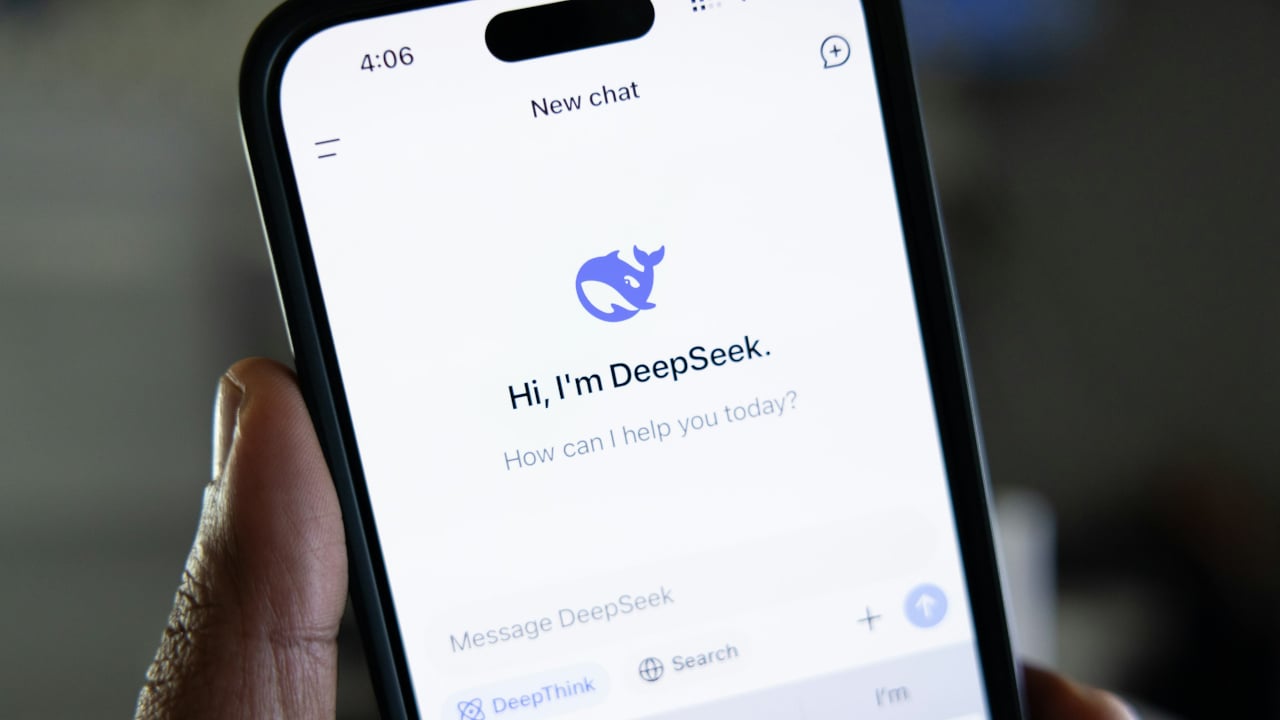 4:06
New chat
Hi, I'm DeepSeek.
How can I help you today?
Message DeepSeek
DeepThink
Search
I'm